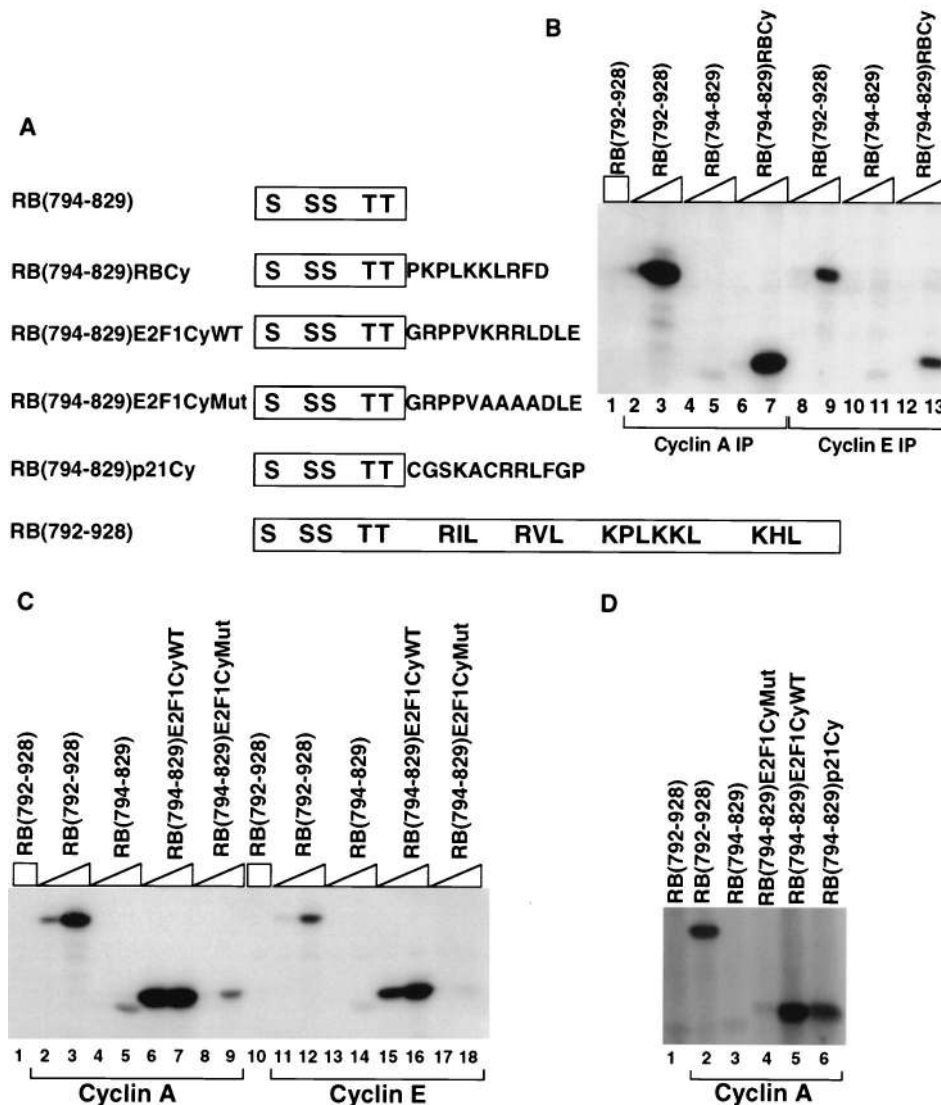 A
RB(794-829)
S SS TT
RB(794-829)RBCy
S SS TT PKPLKKLRFD
RB(794-829)E2F1CyWT
S SS TT GRPPVKRRLDLE
RB(794-829)E2F1CyMut
S SS TT GRPPVAAAADLE
RB(794-829)p21Cy
S SS TT CGSKACRRLFGP
RB(792-928)
S SS TT RIL RVL KPLKKL KHL
B
RB(792-928)
RB(792-928)
RB(794-829)
RB(794-829)RBCy
RB(792-928)
RB(794-829)
RB(794-829)RBCy
1 2 3 4 5 6 7 8 9 10 11 12 13
Cyclin A IP Cyclin E IP
C
RB(792-928)
RB(792-928)
RB(794-829)
RB(794-829)E2F1CyWT
RB(794-829)E2F1CyMut
RB(792-928)
RB(792-928)
RB(794-829)
RB(794-829)E2F1CyWT
RB(794-829)E2F1CyMut
1 2 3 4 5 6 7 8 9 10 11 12 13 14 15 16 17 18
Cyclin A Cyclin E
D
RB(792-928)
RB(792-928)
RB(794-829)
RB(794-829)E2F1CyMut
RB(794-829)E2F1CyWT
RB(794-829)p21Cy
1 2 3 4 5 6
Cyclin A